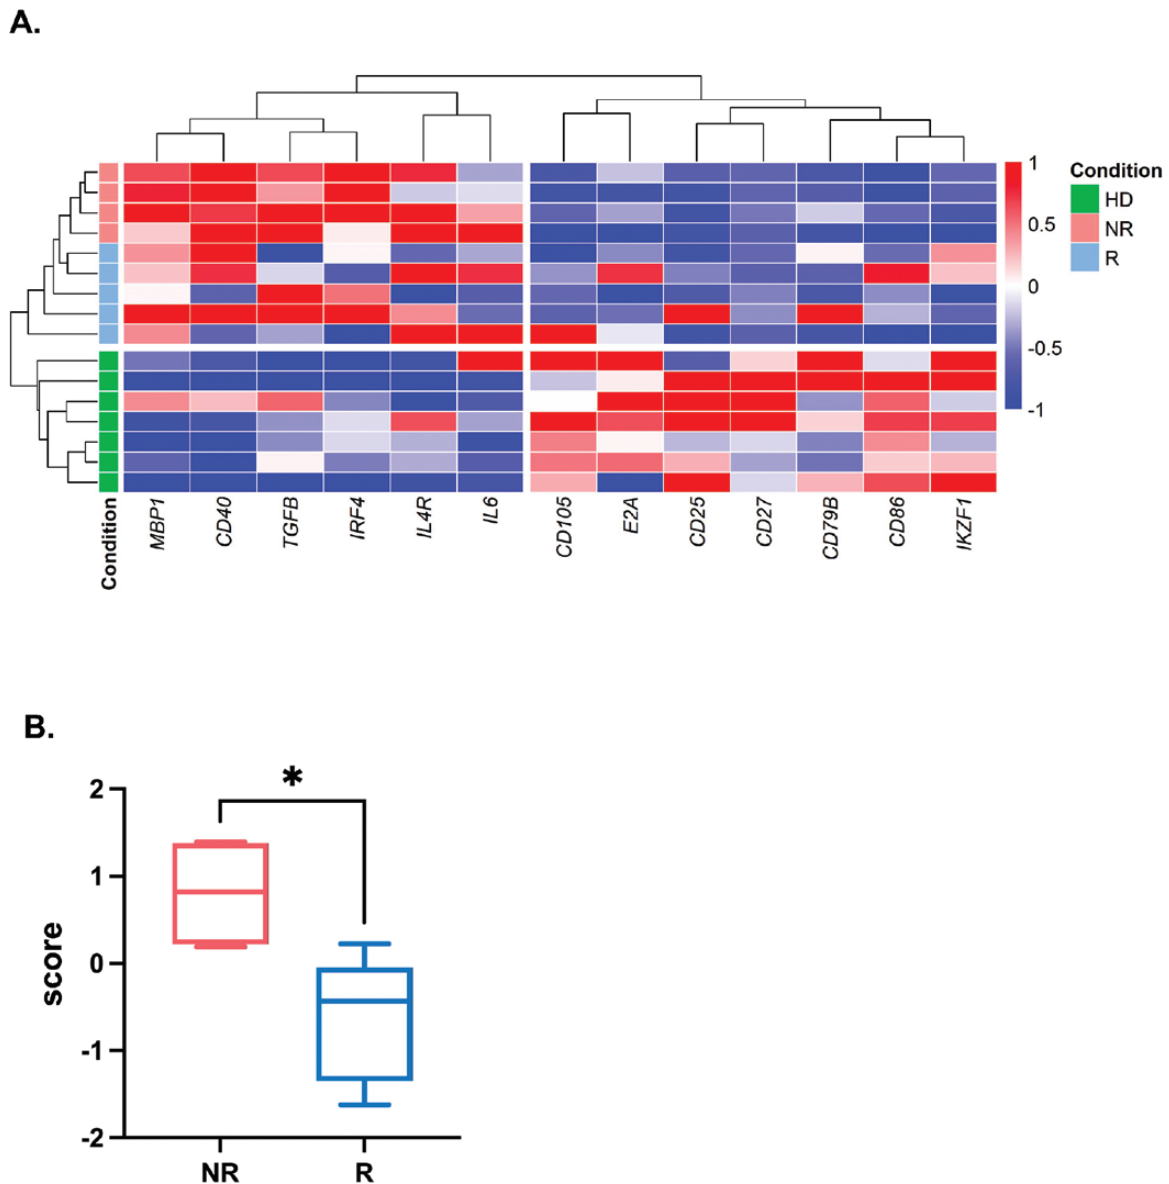 A.
1
0.5
0
-0.5
-1
Condition
HD
NR
R
Condition
MBP1
CD40
TGFB
IRF4
IL4R
IL6
CD105
E2A
CD25
CD27
CD79B
CD86
IKZF1
B.
*
2
1
0
-1
-2
score
NR
R